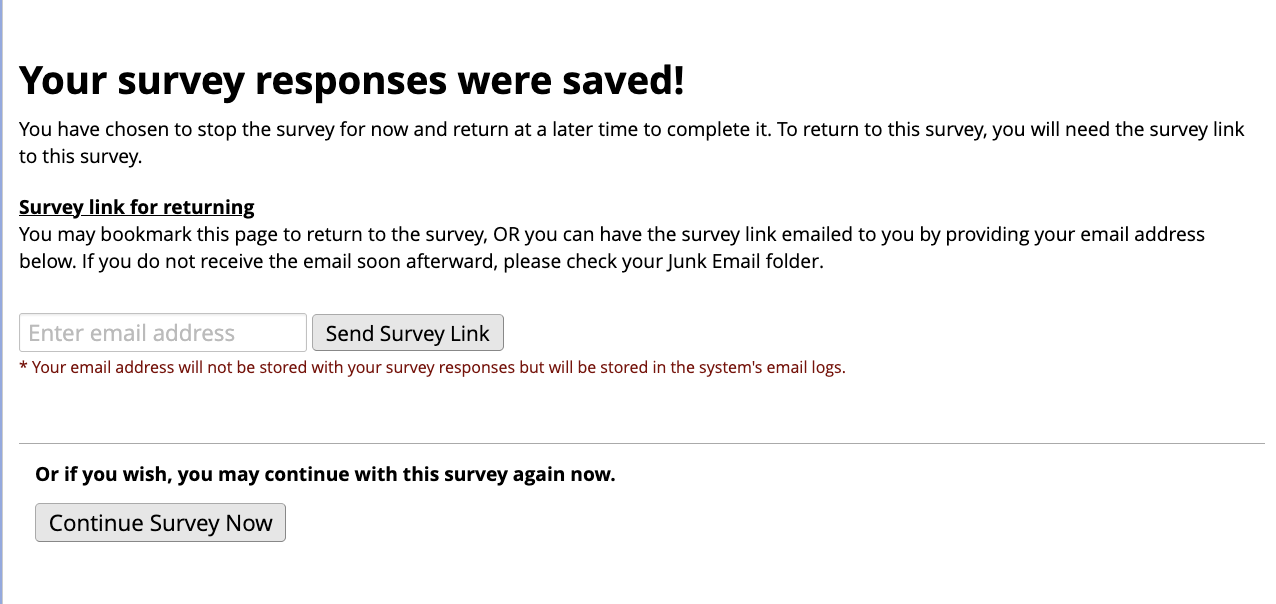 Your survey responses were saved!
You have chosen to stop the survey for now and return at a later time to complete it. To return to this survey, you will need the survey link
to this survey.
Survey link for returning
You may bookmark this page to return to the survey, OR you can have the survey link emailed to you by providing your email address
below. If you do not receive the email soon afterward, please check your Junk Email folder.
Enter email address Send Survey Link
* Your email address will not be stored with your survey responses but will be stored in the system's email logs.
Or if you wish, you may continue with this survey again now.
Continue Survey Now